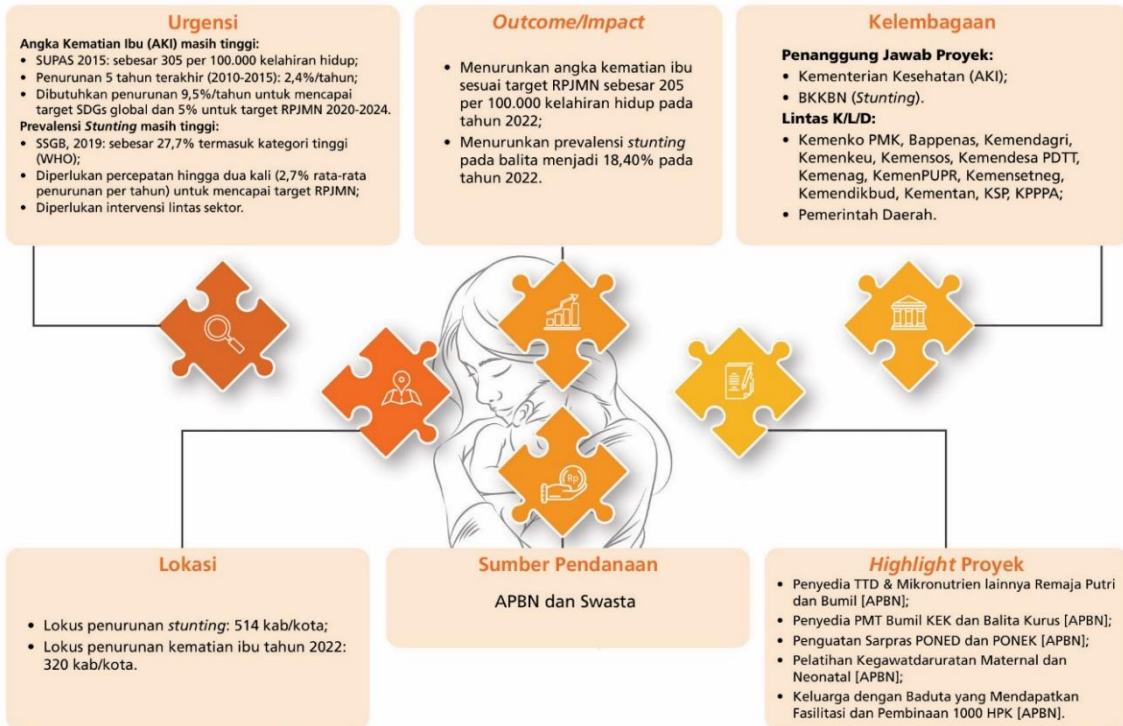 Urgensi
Angka Kematian Ibu (AKI) masih tinggi:
• SUPAS 2015: sebesar 305 per 100.000 kelahiran hidup;
• Penurunan 5 tahun terakhir (2010-2015): 2,4%/tahun;
• Dibutuhkan penurunan 9,5%/tahun untuk mencapai
target SDGs global dan 5% untuk target RPJMN 2020-2024.
Prevalensi Stunting masih tinggi:
• SSGB, 2019: sebesar 27,7% termasuk kategori tinggi
(WHO);
• Diperlukan percepatan hingga dua kali (2,7% rata-rata
penurunan per tahun) untuk mencapai target RPJMN;
• Diperlukan intervensi lintas sektor.
Outcome/Impact
• Menurunkan angka kematian ibu
sesuai target RPJMN sebesar 205
per 100.000 kelahiran hidup pada
tahun 2022;
• Menurunkan prevalensi stunting
pada balita menjadi 18,40% pada
tahun 2022.
Kelembagaan
Penanggung Jawab Proyek:
• Kementerian Kesehatan (AKI);
• BKKBN (Stunting).
Lintas K/L/D:
• Kemenko PMK, Bappenas, Kemendagri,
Kemenkeu, Kemensos, Kemendesa PDTT,
Kemenag, KemenPUPR, Kemensetneg,
Kemendikbud, Kementan, KSP, KPPPA;
• Pemerintah Daerah.
Rp
Lokasi
• Lokus penurunan stunting: 514 kab/kota;
• Lokus penurunan kematian ibu tahun 2022:
320 kab/kota.
Sumber Pendanaan
APBN dan Swasta
Highlight Proyek
• Penyedia TTD & Mikronutrien lainnya Remaja Putri
dan Bumil [APBN];
• Penyedia PMT Bumil KEK dan Balita Kurus [APBN];
• Penguatan Sarpras PONED dan PONEK [APBN];
• Pelatihan Kegawatdaruratan Maternal dan
Neonatal [APBN];
• Keluarga dengan Baduta yang Mendapatkan
Fasilitasi dan Pembinaan 1000 HPK [APBN].